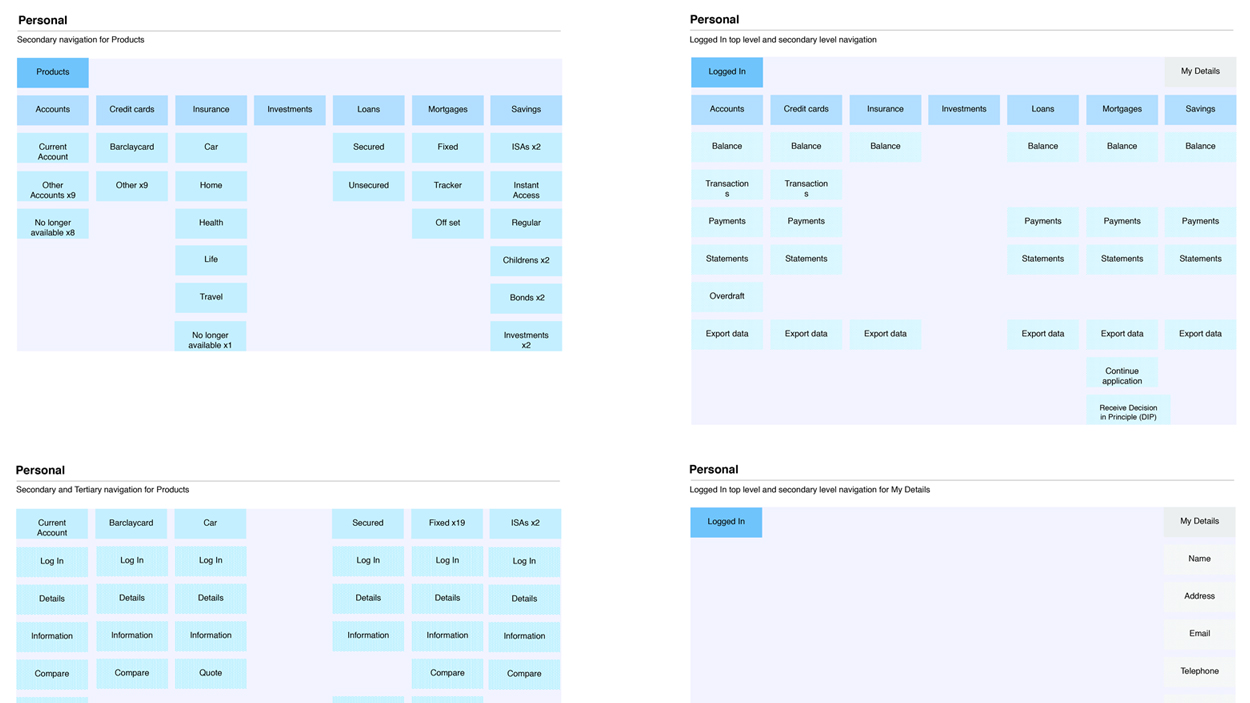 Personal
Secondary navigation for Products
Products
Accounts Credit cards Insurance Investments Loans Mortgages Savings
Current Account Barclaycard Car Secured Fixed ISAs x2
Other Accounts x9 Other x9 Home Unsecured Tracker Instant Access
No longer available x8 Health Off set Regular
Life Childrens x2
Travel Bonds x2
No longer available x1 Investments x2
Personal
Logged In top level and secondary level navigation
Logged In My Details
Accounts Credit cards Insurance Investments Loans Mortgages Savings
Balance Balance Balance Balance Balance Balance
Transaction s Transaction s
Payments Payments Payments Payments Payments
Statements Statements Statements Statements Statements
Overdraft
Export data Export data Export data Export data Export data Export data
Continue application
Receive Decision in Principle (DIP)
Personal
Secondary and Tertiary navigation for Products
Current Account Barclaycard Car Secured Fixed x19 ISAs x2
Log In Log In Log In Log In Log In Log In
Details Details Details Details Details Details
Information Information Information Information Information Information
Compare Compare Quote Compare Compare
Personal
Logged In top level and secondary level navigation for My Details
Logged In My Details
Name
Address
Email
Telephone